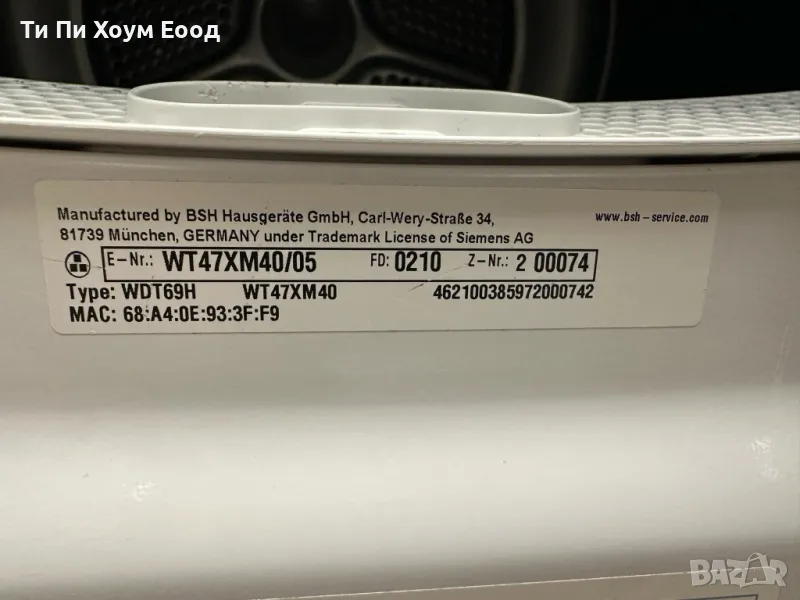 Ти Пи Хоум Еоод
Manufactured by BSH Hausgeräte GmbH, Carl-Wery-Straße 34,
www.bsh-service.com
81739 München, GERMANY under Trademark License of Siemens AG
E-Nr.: WT47XM40/05 FD: 0210 Z-Nr.: 2 00074
Type: WDT69H WT47XM40 462100385972000742
MAC: 68:A4:0E:93:3F:F9
BAZAR